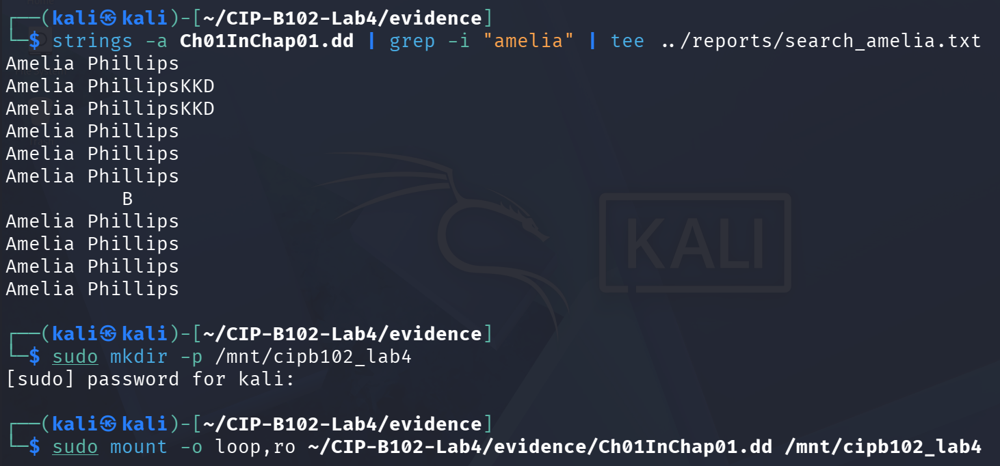 ┌──(kali㉿kali)-[~/CIP-B102-Lab4/evidence]
└─$ strings -a Ch01InChap01.dd | grep -i "amelia" | tee ../reports/search_amelia.txt
Amelia Phillips
Amelia PhillipsKKD
Amelia PhillipsKKD
Amelia Phillips
Amelia Phillips
Amelia Phillips
          B
Amelia Phillips
Amelia Phillips
Amelia Phillips
Amelia Phillips
KALI
┌──(kali㉿kali)-[~/CIP-B102-Lab4/evidence]
└─$ sudo mkdir -p /mnt/cipb102_lab4
[sudo] password for kali:
┌──(kali㉿kali)-[~/CIP-B102-Lab4/evidence]
└─$ sudo mount -o loop,ro ~/CIP-B102-Lab4/evidence/Ch01InChap01.dd /mnt/cipb102_lab4